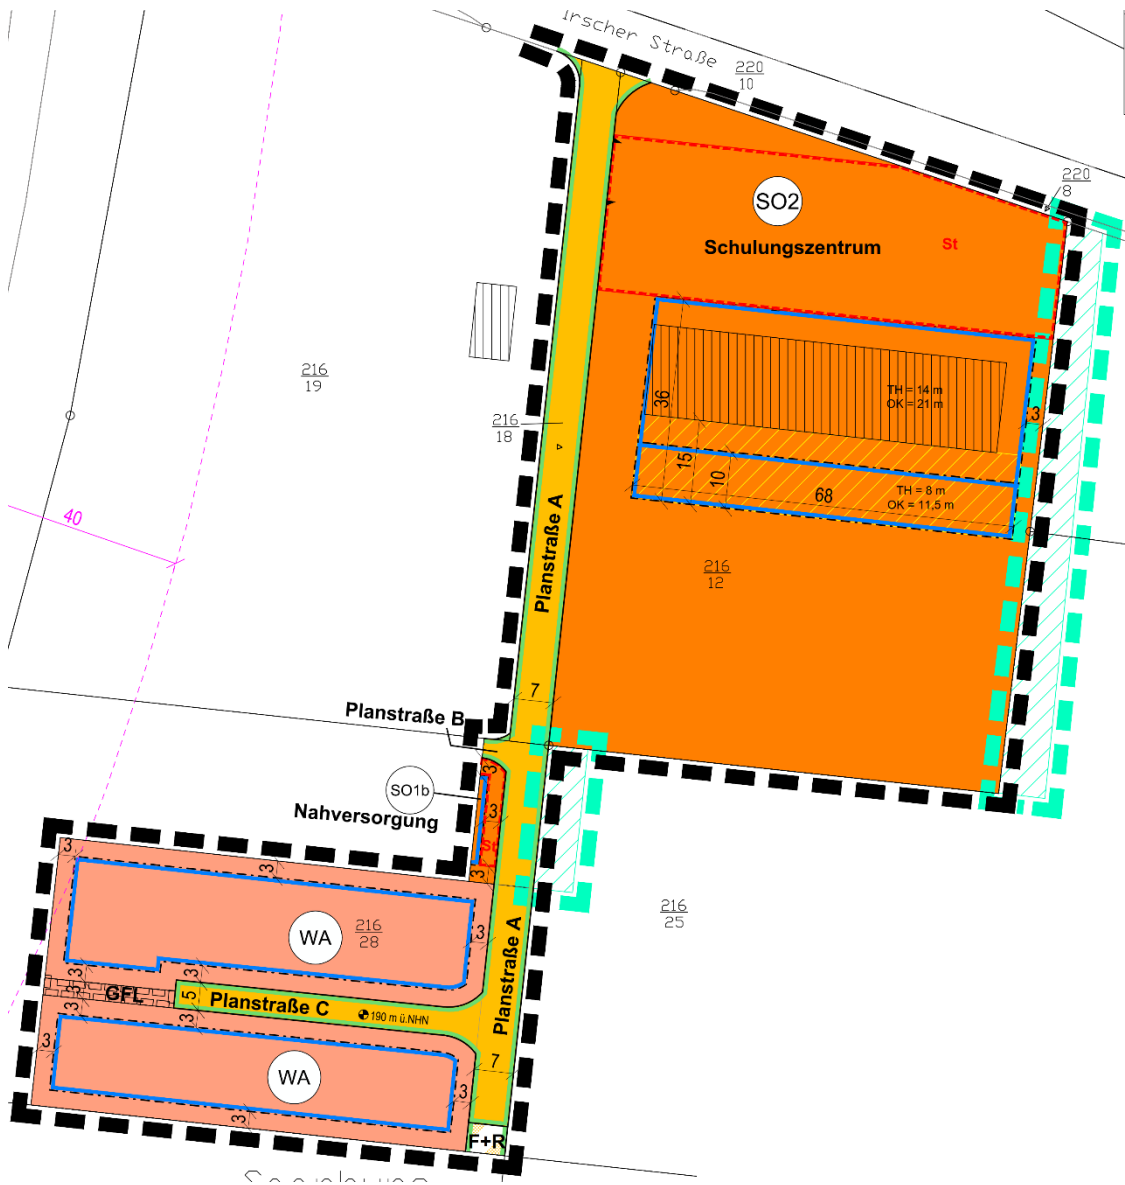 Irscher Straße
220
10
220
8
SO2
Schulungszentrum
St
216
19
TH = 14 m
OK = 21 m
36
3
216
18
15
10
68
TH = 8 m
OK = 11,5 m
40
Planstraße A
216
12
7
Planstraße B
3
SO1b
3
Nahversorgung
St
3
3
3
216
25
WA
216
28
3
Planstraße A
3
3
GFL
3
5
Planstraße C
190 m ü.NHN
3
3
3
WA
7
3
3
F+R